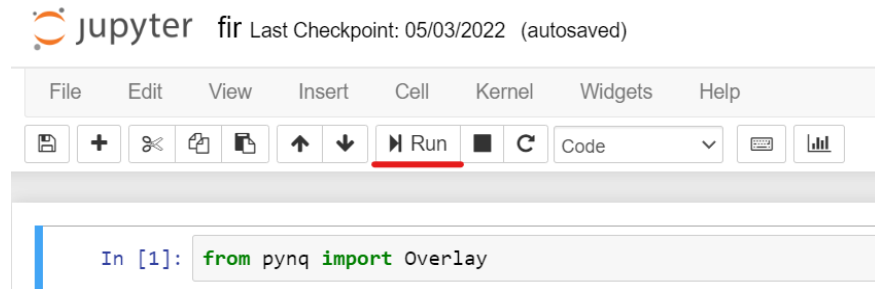 jupyter fir Last Checkpoint: 05/03/2022 (autosaved)
File Edit View Insert Cell Kernel Widgets Help
Run Code
In [1]: from pynq import Overlay